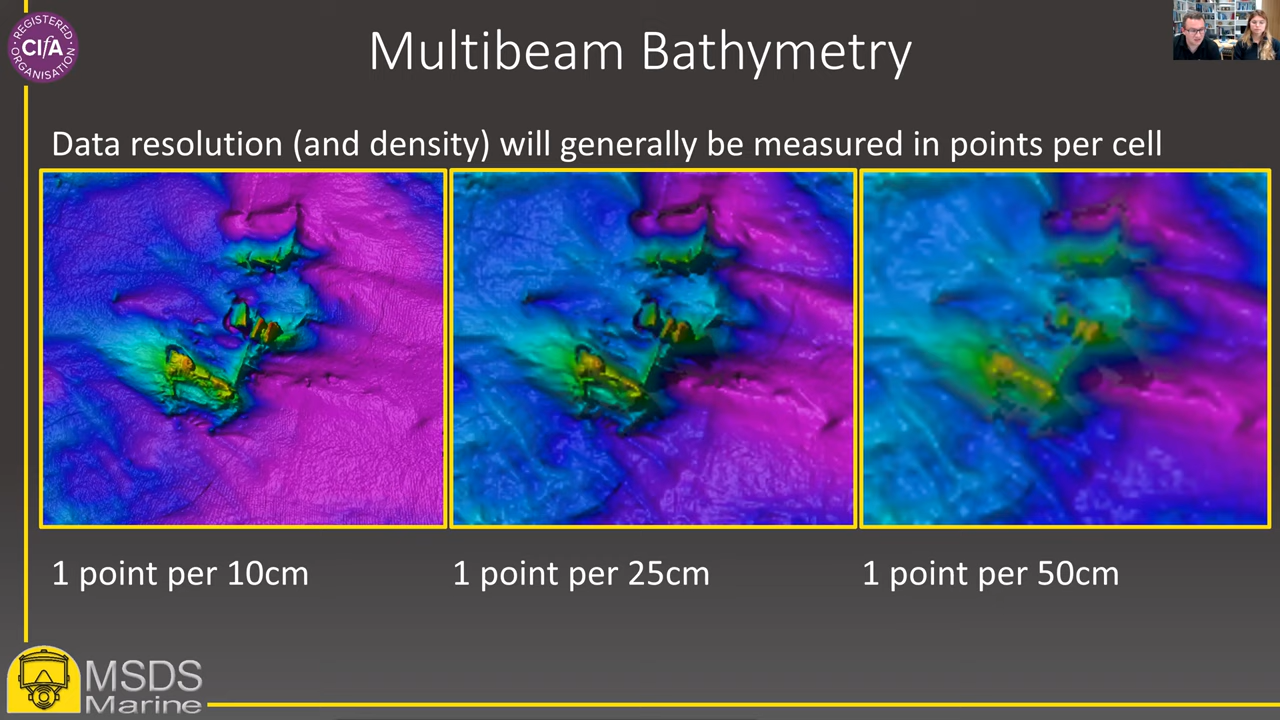 REGISTERED
CIfA
ORGANISATION
Multibeam Bathymetry
Data resolution (and density) will generally be measured in points per cell
1 point per 10cm
1 point per 25cm
1 point per 50cm
MSDS
Marine